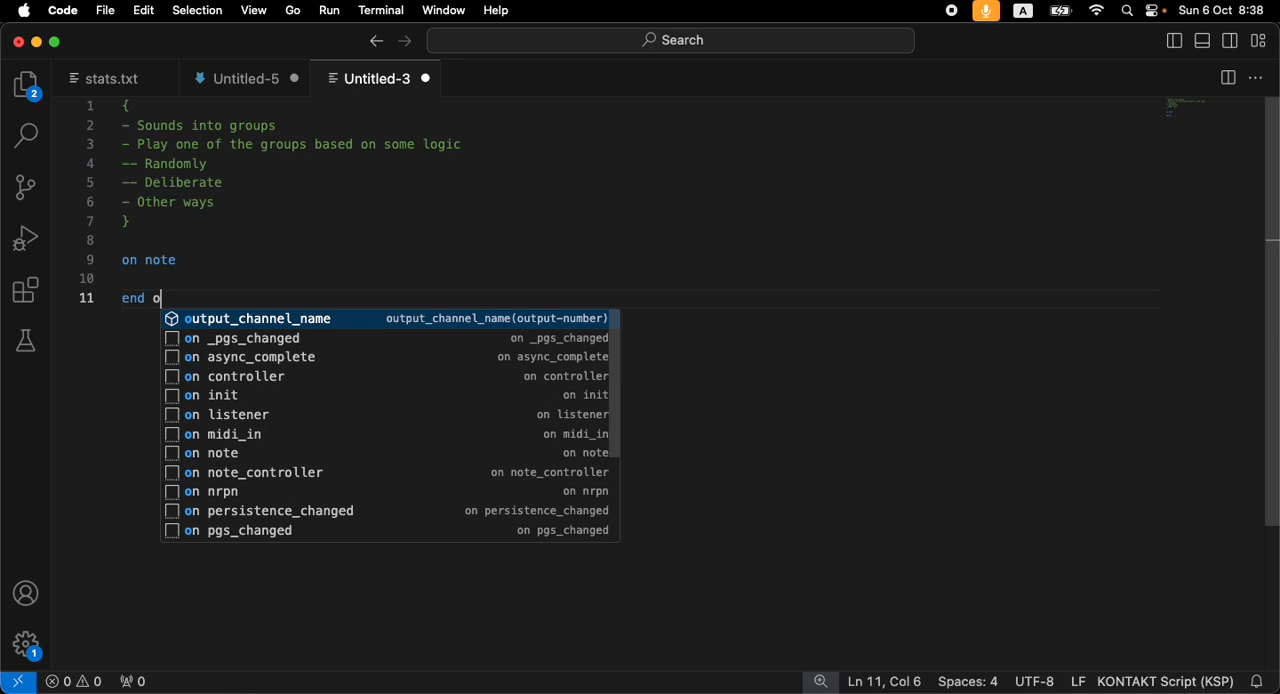 Code File Edit Selection View Go Run Terminal Window Help A Sun 6 Oct 8:38
Search
stats.txt Untitled-5 Untitled-3
2
1 {
2 - Sounds into groups
3 - Play one of the groups based on some logic
4 -- Randomly
5 -- Deliberate
6 - Other ways
7 }
8
9 on note
10
11 end o
output_channel_name output_channel_name(output-number)
on _pgs_changed on _pgs_changed
on async_complete on async_complete
on controller on controller
on init on init
on listener on listener
on midi_in on midi_in
on note on note
on note_controller on note_controller
on nrpn on nrpn
on persistence_changed on persistence_changed
on pgs_changed on pgs_changed
1
0 0 0 Ln 11, Col 6 Spaces: 4 UTF-8 LF KONTAKT Script (KSP)